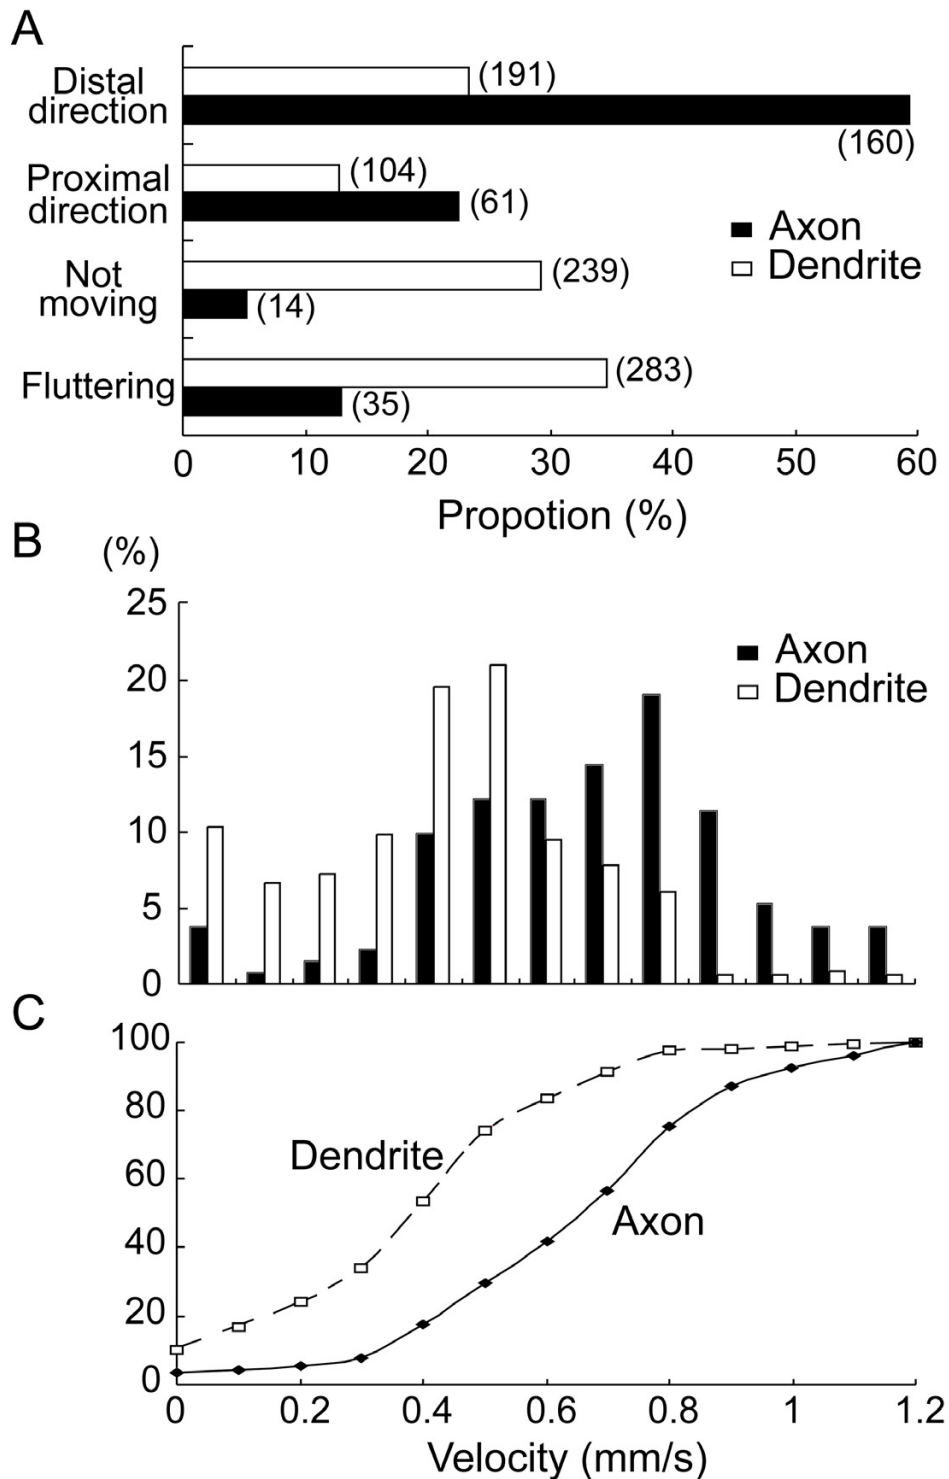 A
Distal
direction
(191)
(160)
Proximal
direction
(104)
(61)
Axon
Dendrite
Not
moving
(239)
(14)
Fluttering
(283)
(35)
0 10 20 30 40 50 60
Propotion (%)
B
(%)
25
20
15
10
5
0
Axon
Dendrite
C
100
80
60
40
20
0
Dendrite
Axon
0 0.2 0.4 0.6 0.8 1 1.2
Velocity (mm/s)